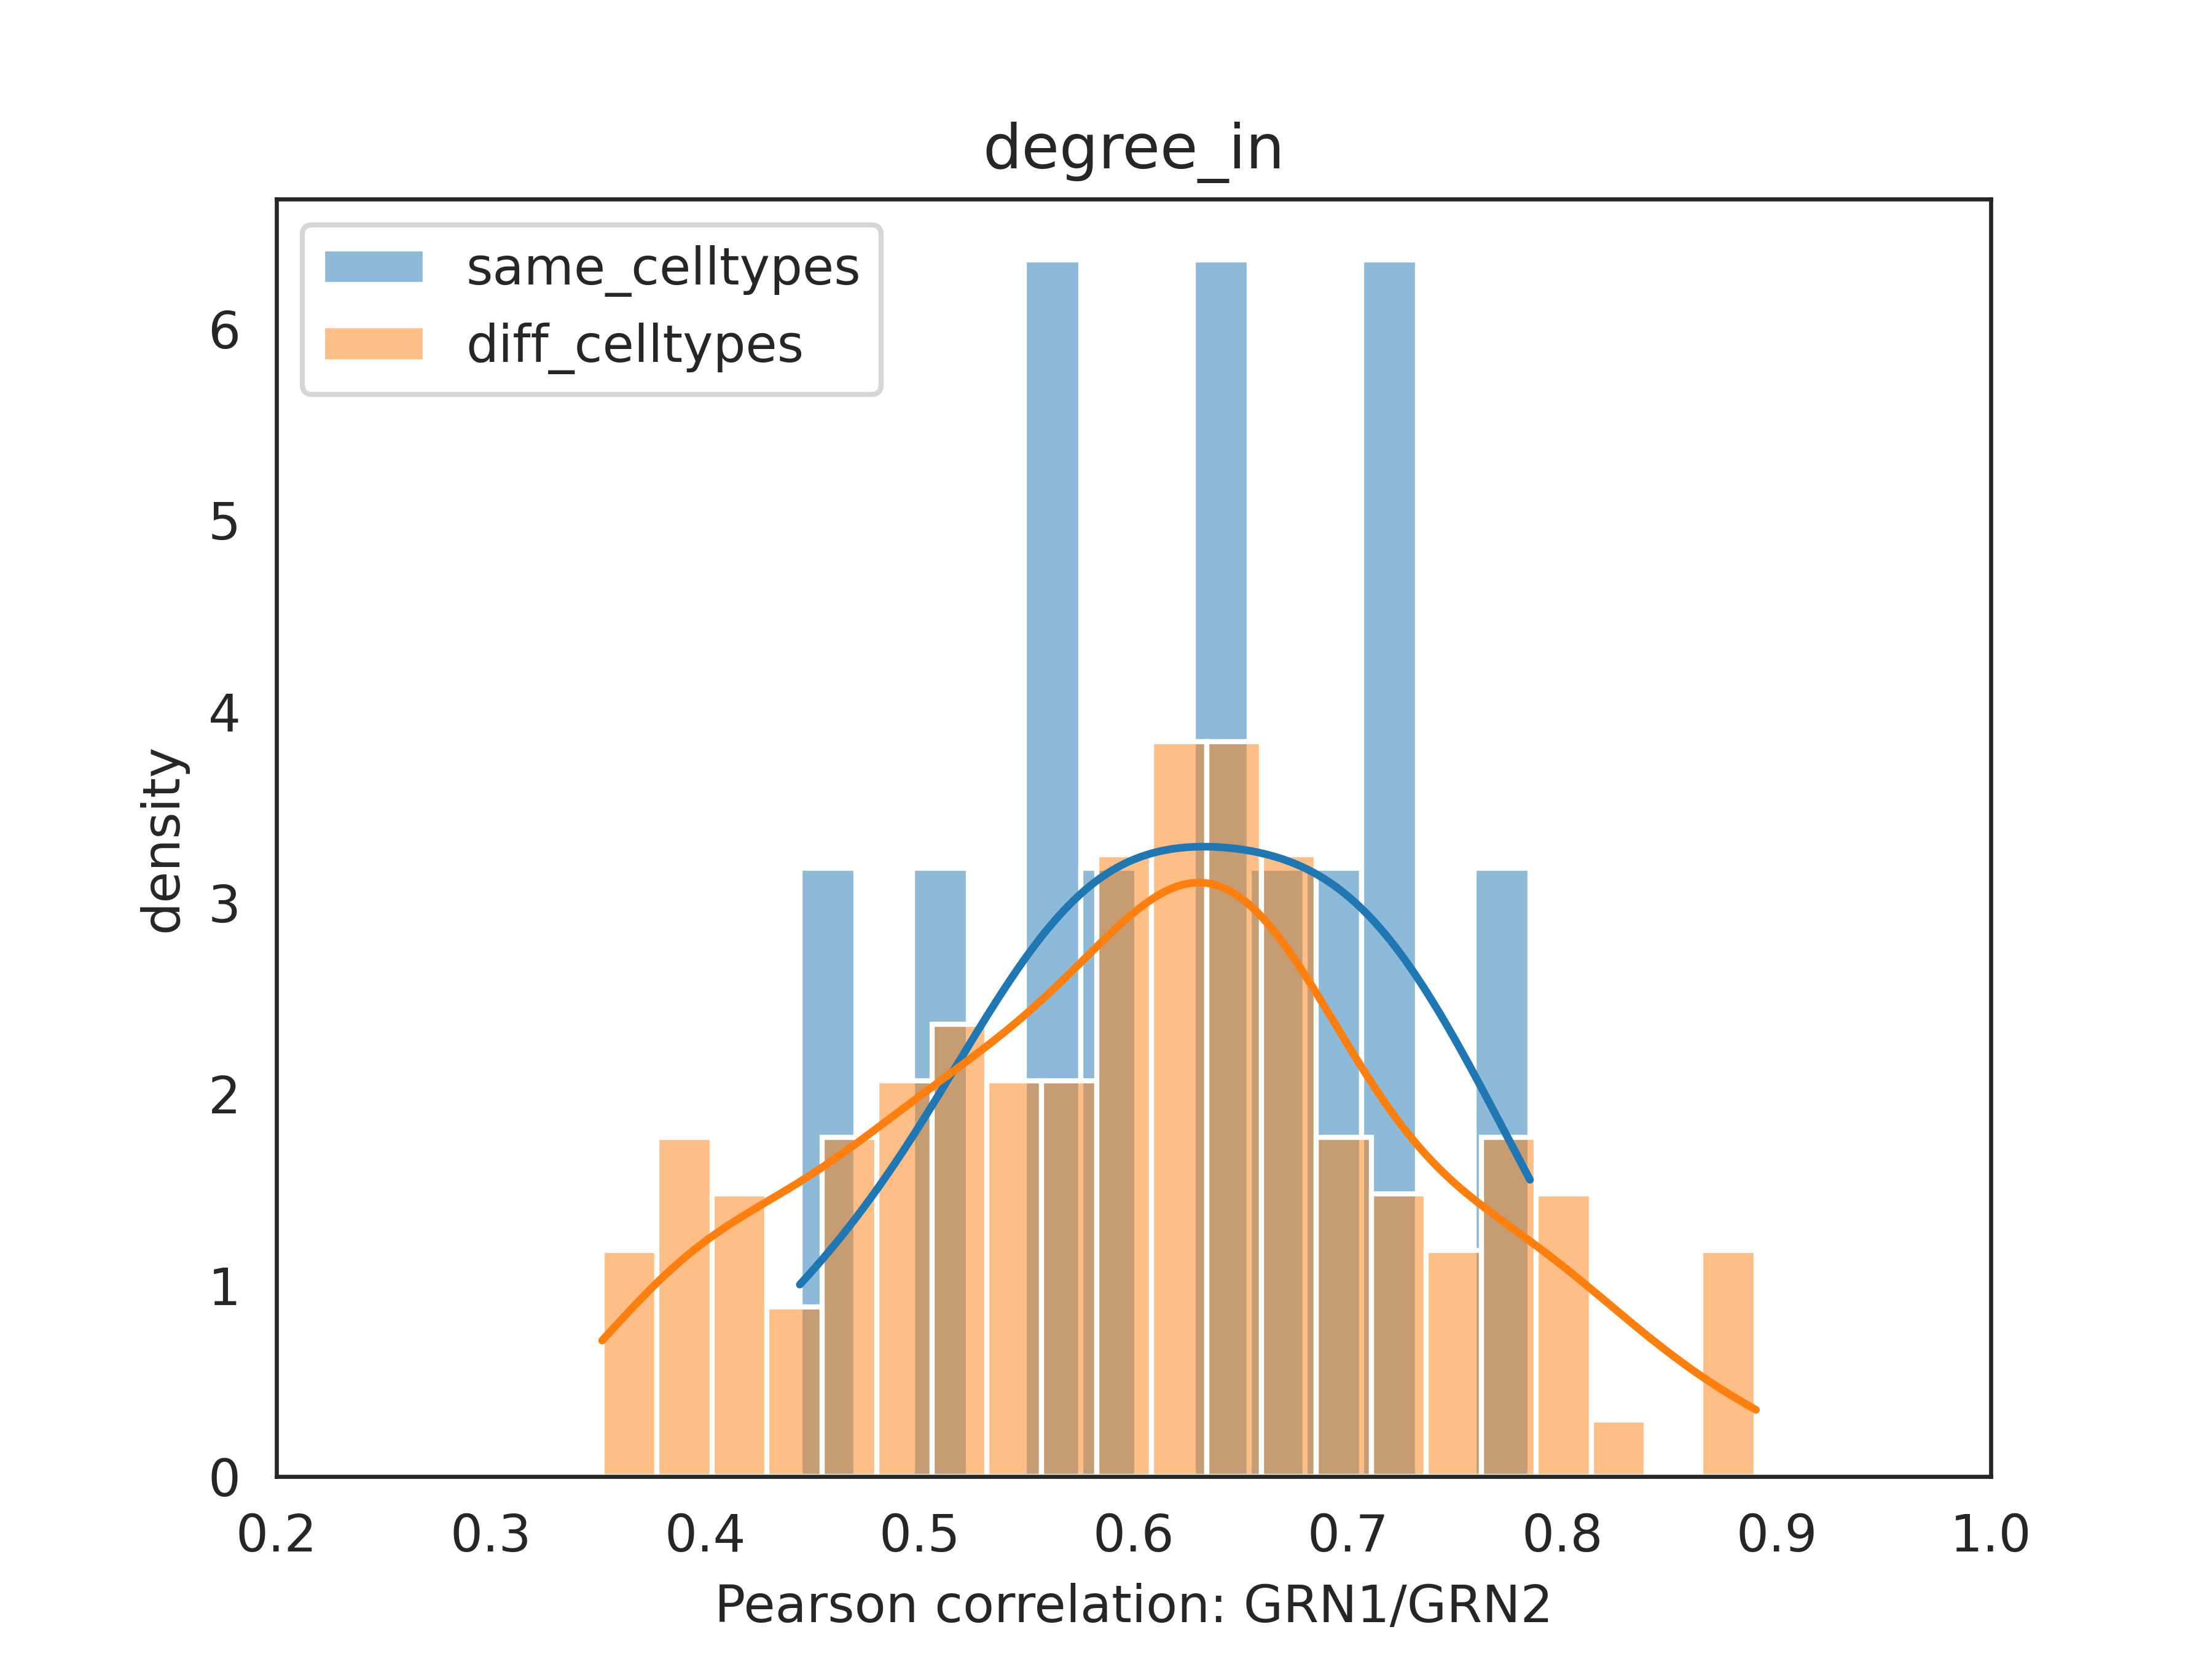 degree_in
same_celltypes
diff_celltypes
density
6
5
4
3
2
1
0
0.2 0.3 0.4 0.5 0.6 0.7 0.8 0.9 1.0
Pearson correlation: GRN1/GRN2